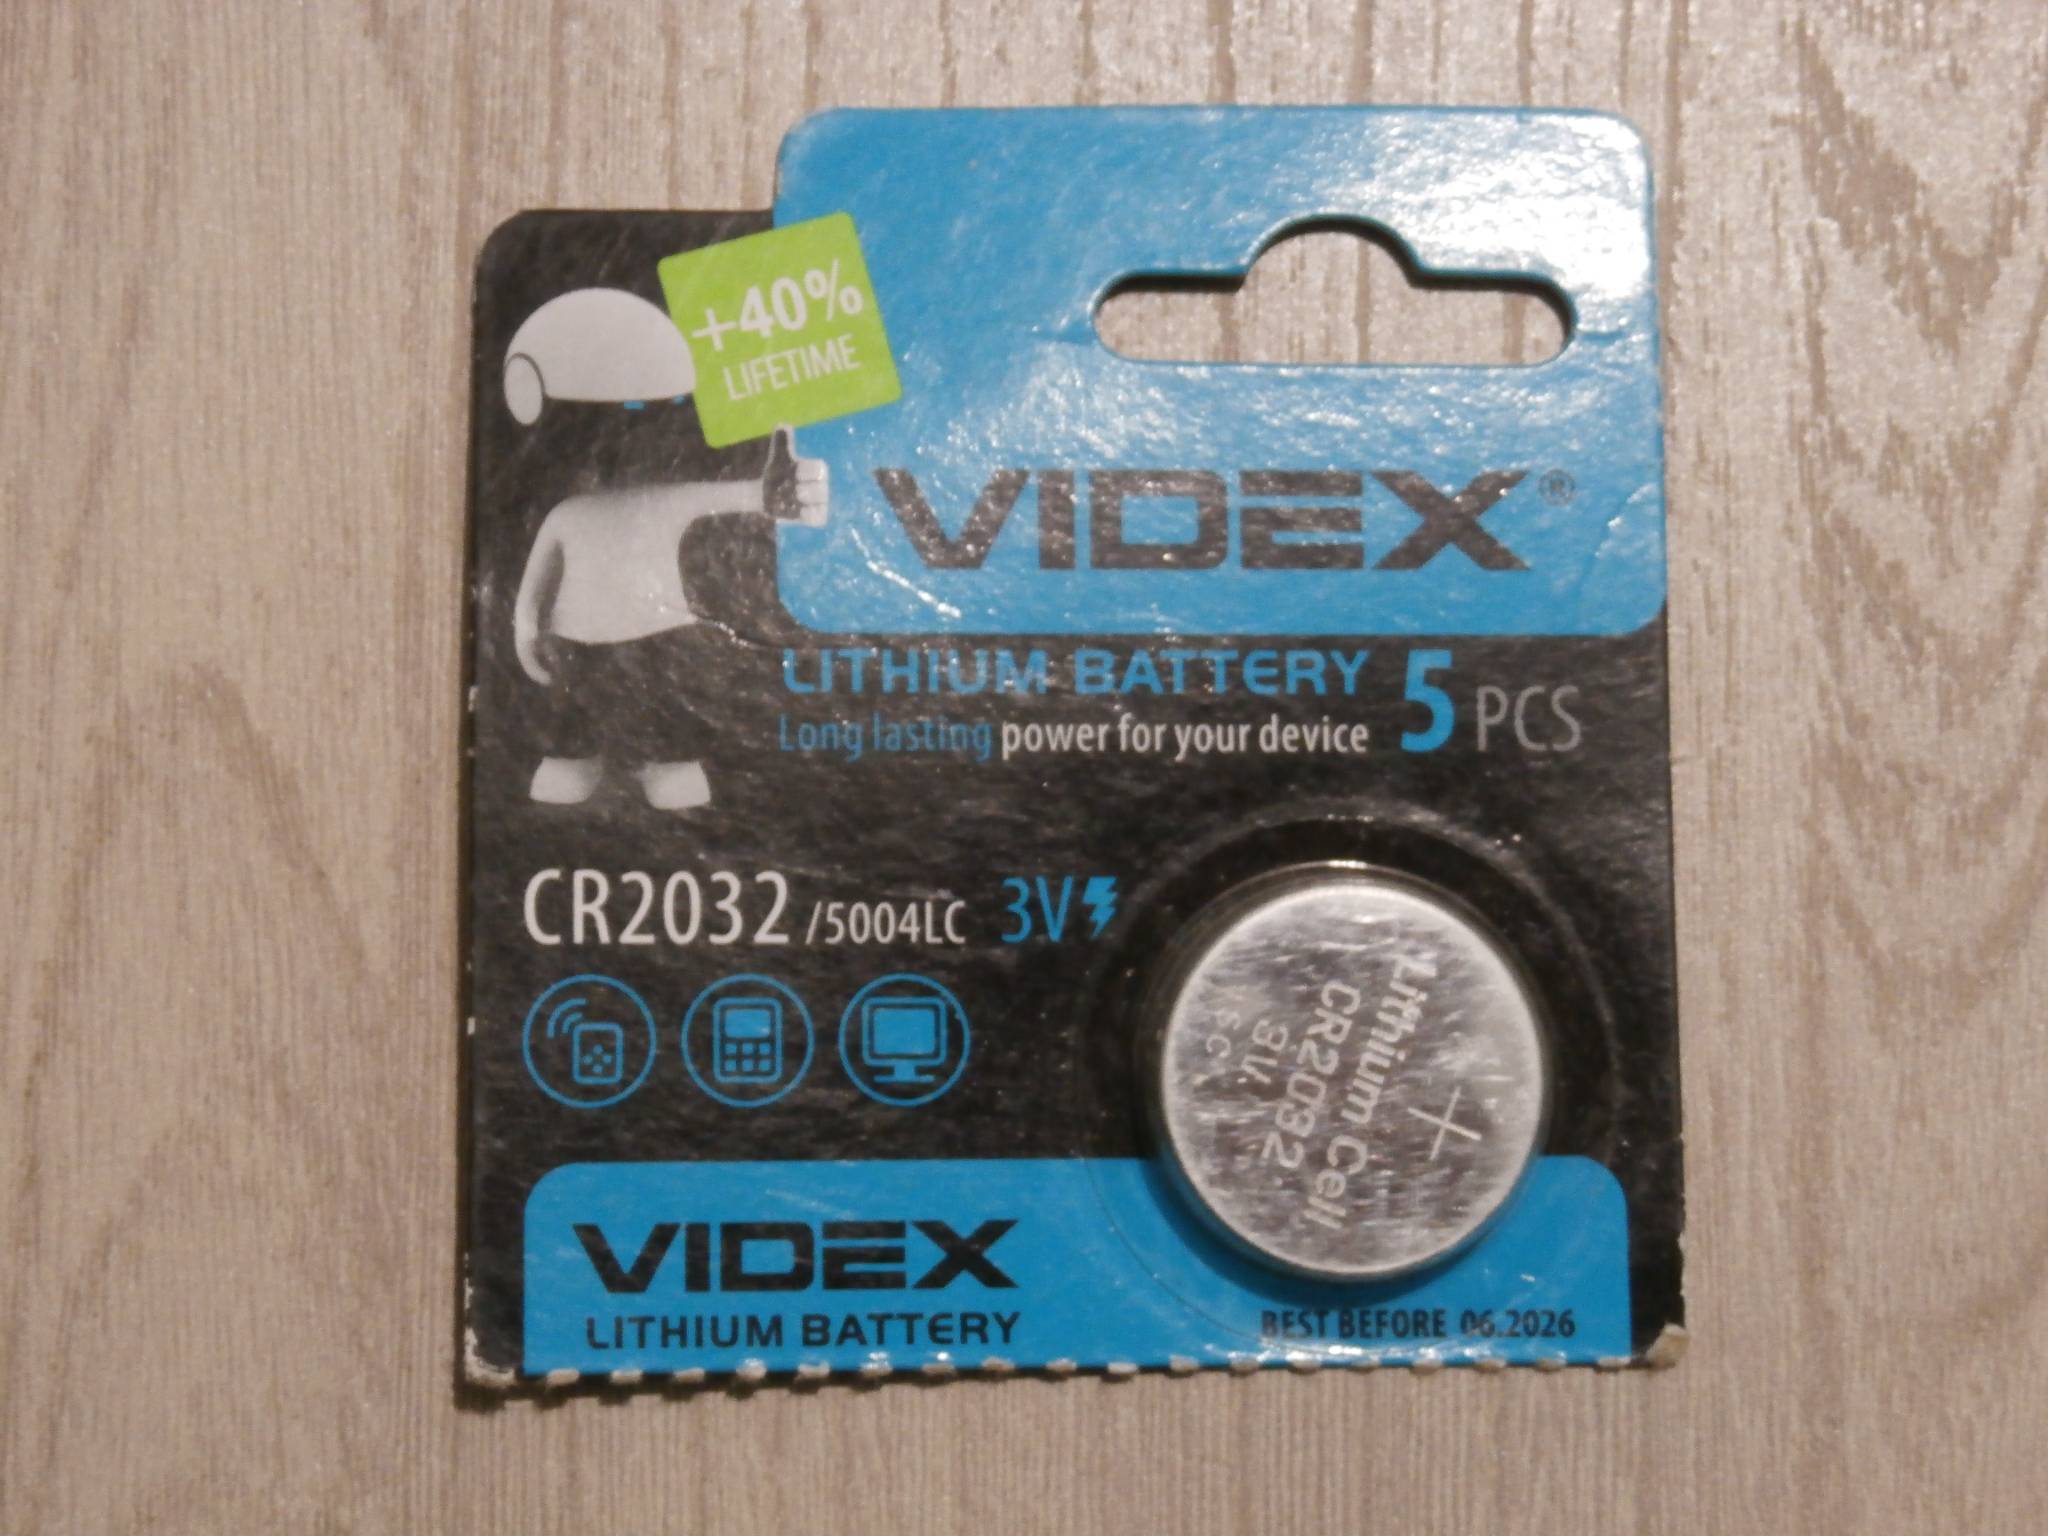 +40%
LIFETIME
VIDEX®
LITHIUM BATTERY 5 PCS
Long lasting power for your device
CR2032 /5004LC 3V
+
Lithium Cell
CR2032
3V
VIDEX
LITHIUM BATTERY
BEST BEFORE 06.2026